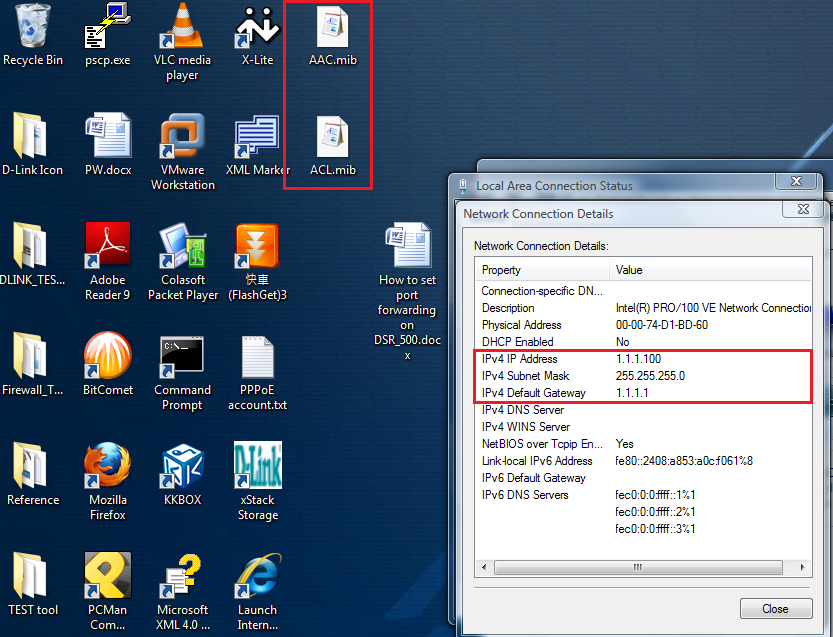 Recycle Bin
pscp.exe
VLC media
player
X-Lite
AAC.mib
D-Link Icon
PW.docx
VMware
Workstation
XML Marker
ACL.mib
DLINK_TES...
Adobe
Reader 9
Colasoft
Packet Player
快車
(FlashGet)3
How to set
port
forwarding
on
DSR_500.doc
x
Firewall_T...
BitComet
C:\_
Command
Prompt
PPPoE
account.txt
Reference
Mozilla
Firefox
KKBOX
D-Link
xStack
Storage
TEST tool
PCMan
Com...
Microsoft
XML 4.0 ...
Launch
Intern...
Local Area Connection Status
Network Connection Details
Network Connection Details:
Property Value
Connection-specific DN...
Description Intel(R) PRO/100 VE Network Connection
Physical Address 00-00-74-D1-BD-60
DHCP Enabled No
IPv4 IP Address 1.1.1.100
IPv4 Subnet Mask 255.255.255.0
IPv4 Default Gateway 1.1.1.1
IPv4 DNS Server
IPv4 WINS Server
NetBIOS over Tcpip En... Yes
Link-local IPv6 Address fe80::2408:a853:a0c:f061%8
IPv6 Default Gateway
IPv6 DNS Servers fec0:0:0:ffff::1%1
fec0:0:0:ffff::2%1
fec0:0:0:ffff::3%1
Close